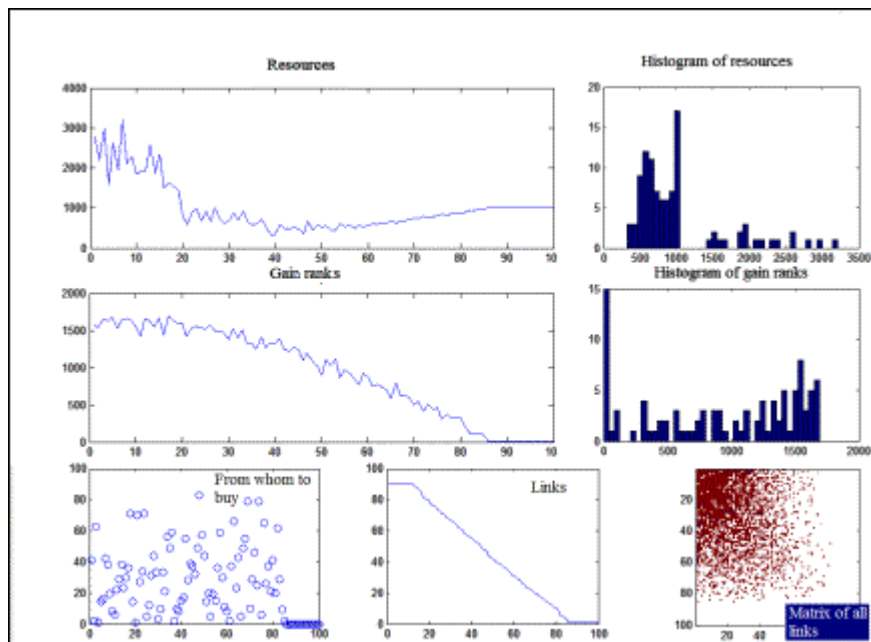 Resources
Histogram of resources
4000
3000
2000
1000
0
0 10 20 30 40 50 60 70 80 90 100
20
15
10
5
0
0 500 1000 1500 2000 2500 3000 3500
Gain ranks
Histogram of gain ranks
2000
1500
1000
500
0
0 10 20 30 40 50 60 70 80 90 100
15
10
5
0
0 500 1000 1500 2000
From whom to
buy
100
80
60
40
20
0
0 20 40 60 80 100
Links
100
80
60
40
20
0
0 20 40 60 80 100
20
40
60
80
100
20 40
Matrix of all
links